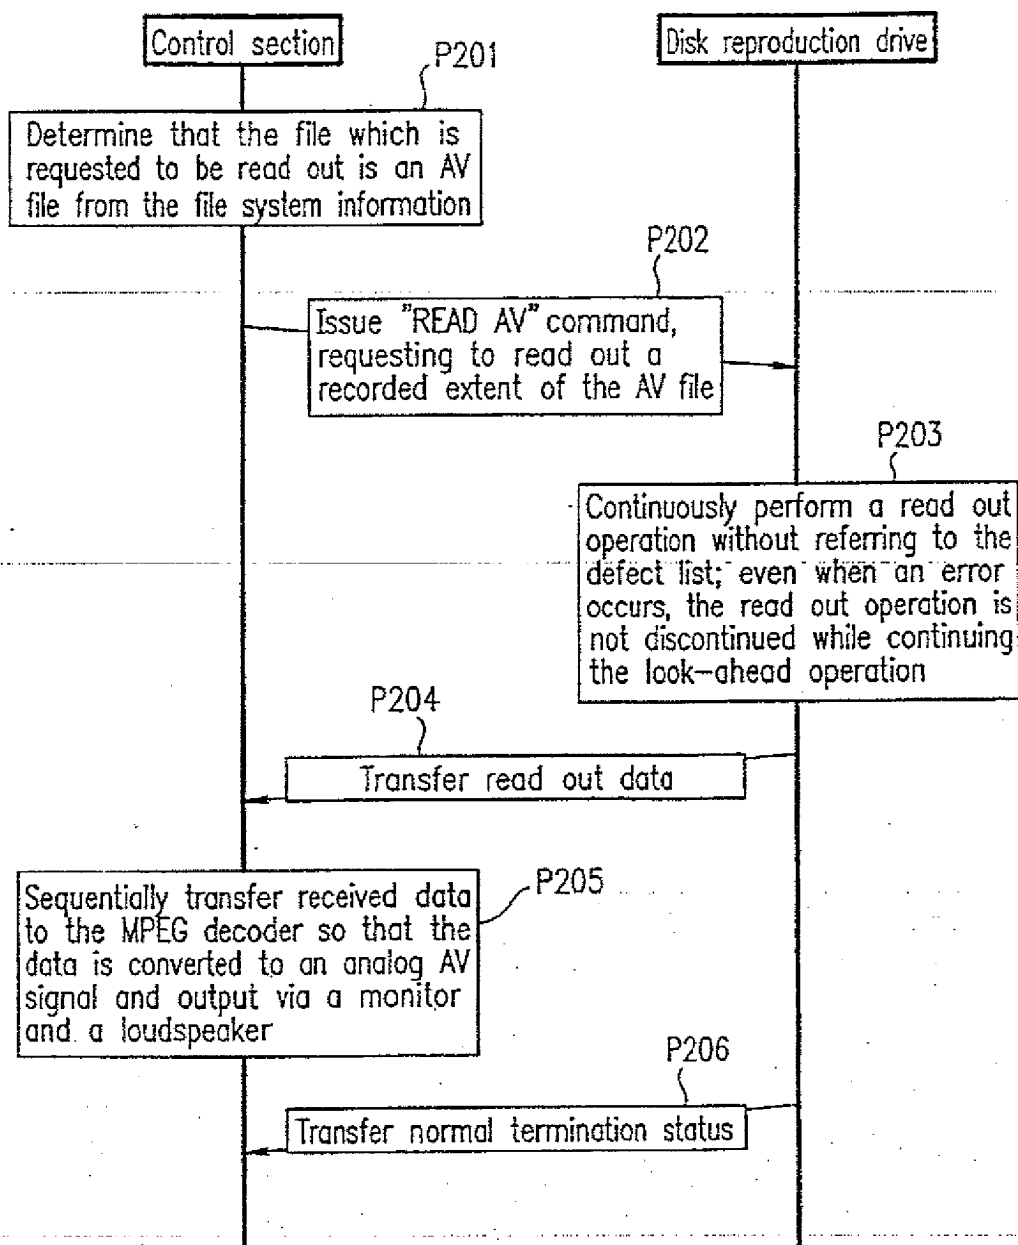 Control section
Disk reproduction drive
P201
Determine that the file which is
requested to be read out is an AV
file from the file system information
P202
Issue "READ AV" command,
requesting to read out a
recorded extent of the AV file
P203
Continuously perform a read out
operation without referring to the
defect list; even when an error
occurs, the read out operation is
not discontinued while continuing
the look-ahead operation
P204
Transfer read out data
P205
Sequentially transfer received data
to the MPEG decoder so that the
data is converted to an analog AV
signal and output via a monitor
and a loudspeaker
P206
Transfer normal termination status